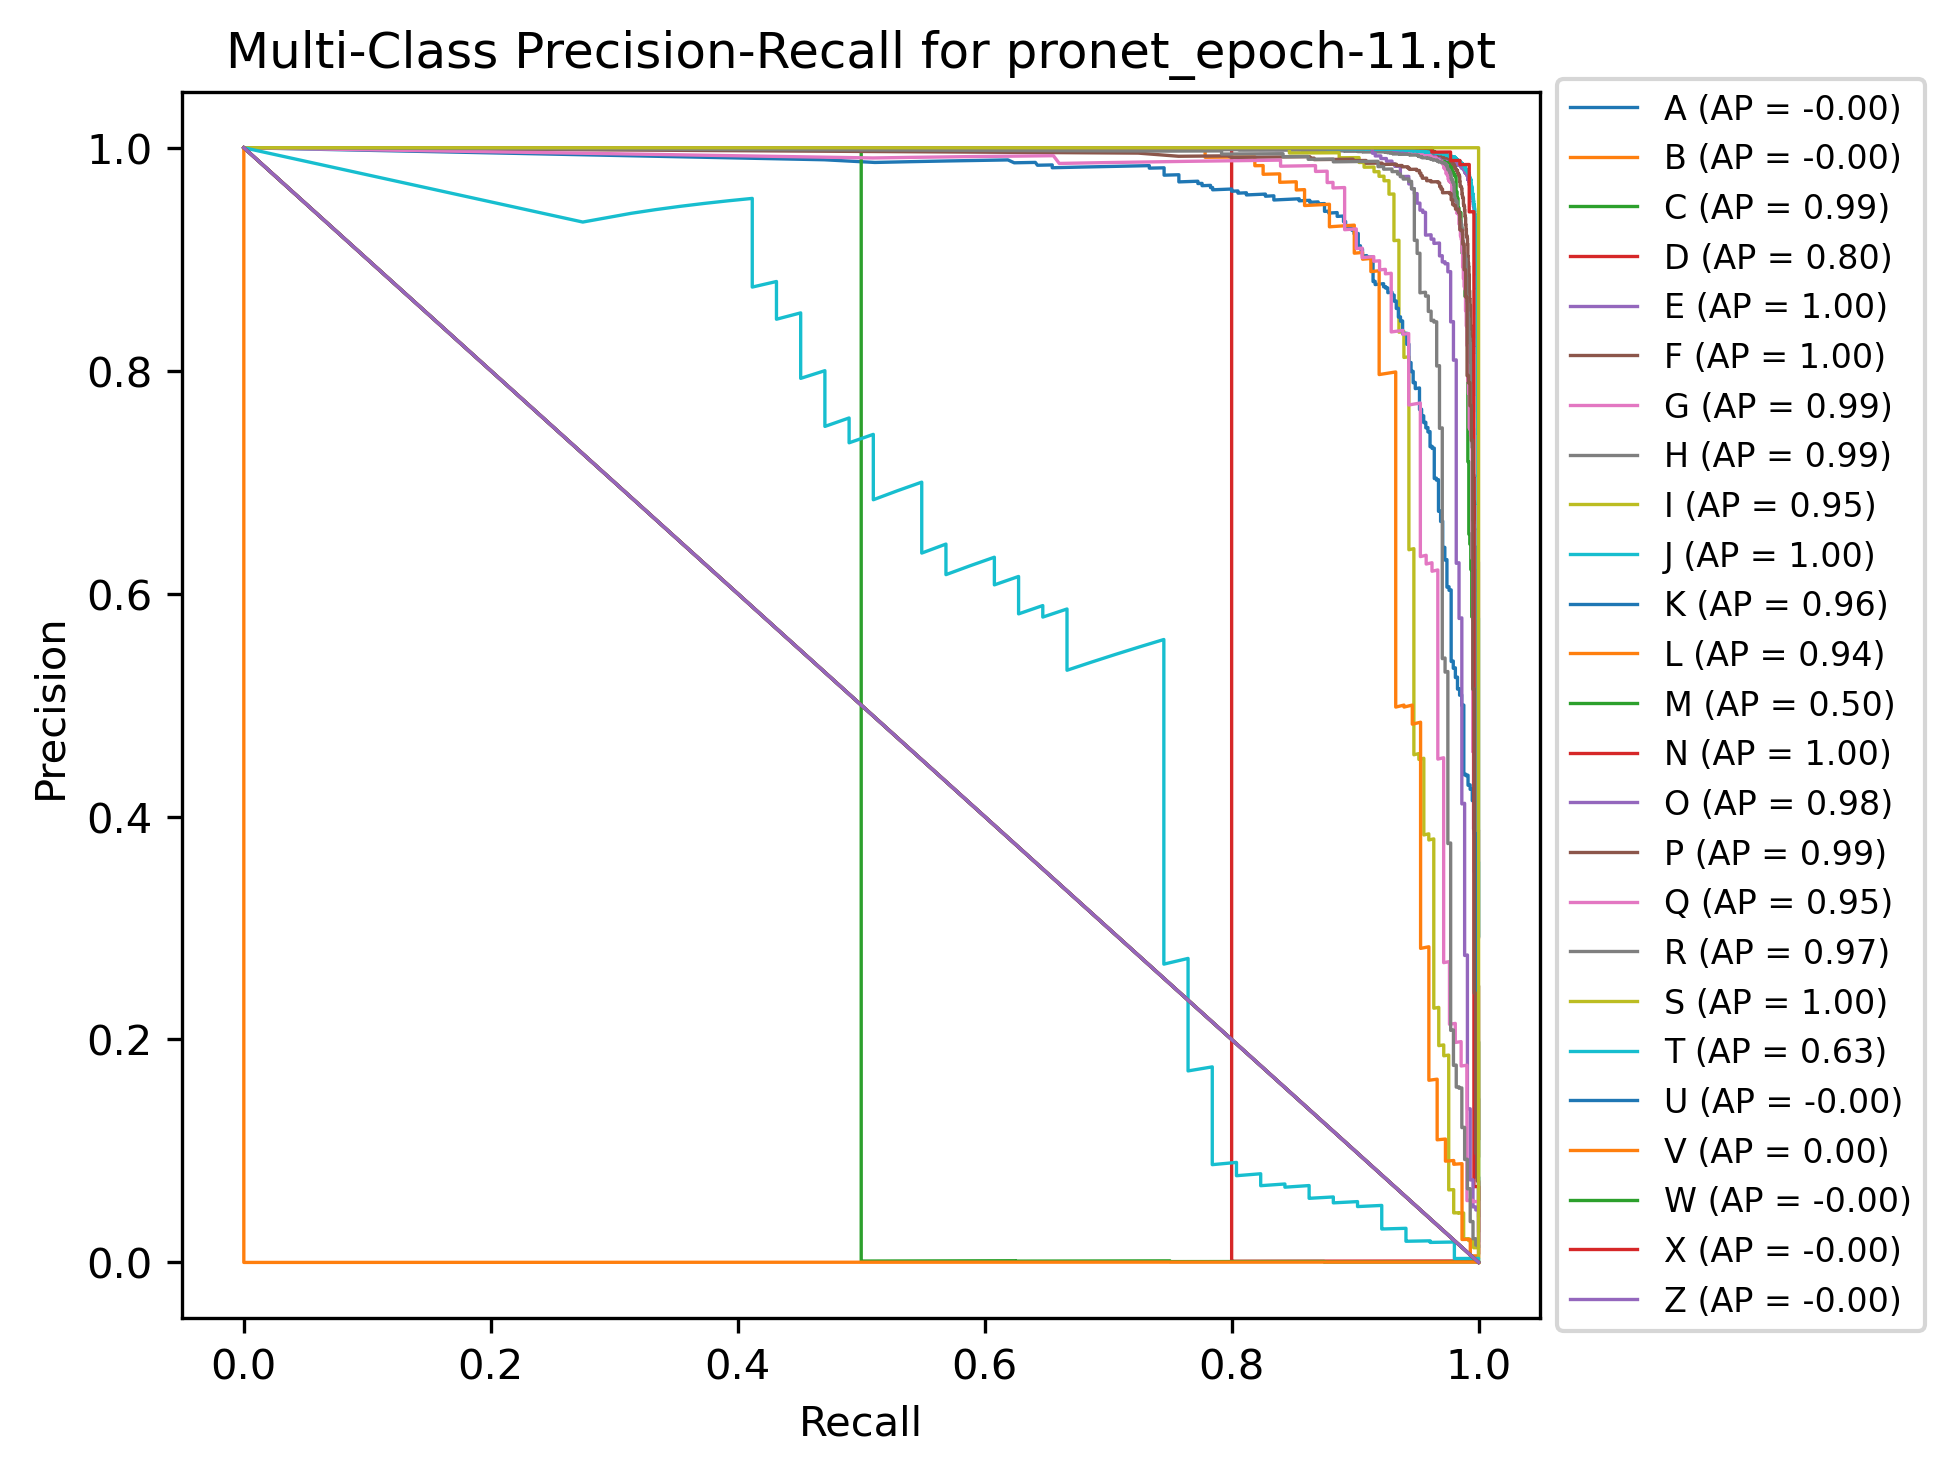 Multi-Class Precision-Recall for pronet_epoch-11.pt
1.0
0.8
0.6
0.4
0.2
0.0
Precision
0.0 0.2 0.4 0.6 0.8 1.0
Recall
A (AP = -0.00)
B (AP = -0.00)
C (AP = 0.99)
D (AP = 0.80)
E (AP = 1.00)
F (AP = 1.00)
G (AP = 0.99)
H (AP = 0.99)
I (AP = 0.95)
J (AP = 1.00)
K (AP = 0.96)
L (AP = 0.94)
M (AP = 0.50)
N (AP = 1.00)
O (AP = 0.98)
P (AP = 0.99)
Q (AP = 0.95)
R (AP = 0.97)
S (AP = 1.00)
T (AP = 0.63)
U (AP = -0.00)
V (AP = 0.00)
W (AP = -0.00)
X (AP = -0.00)
Z (AP = -0.00)